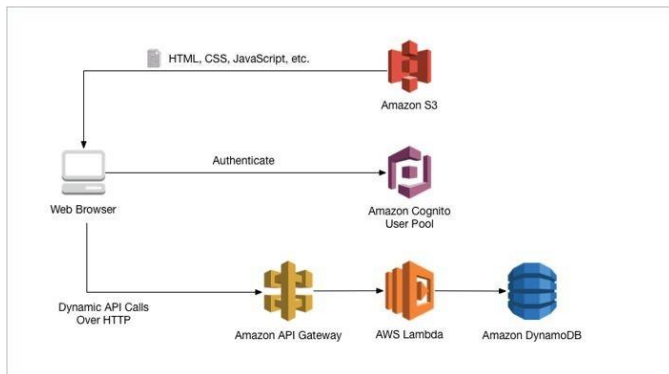 HTML, CSS, JavaScript, etc.
Amazon S3
Authenticate
Web Browser
Amazon Cognito
User Pool
Dynamic API Calls
Over HTTP
Amazon API Gateway
AWS Lambda
Amazon DynamoDB